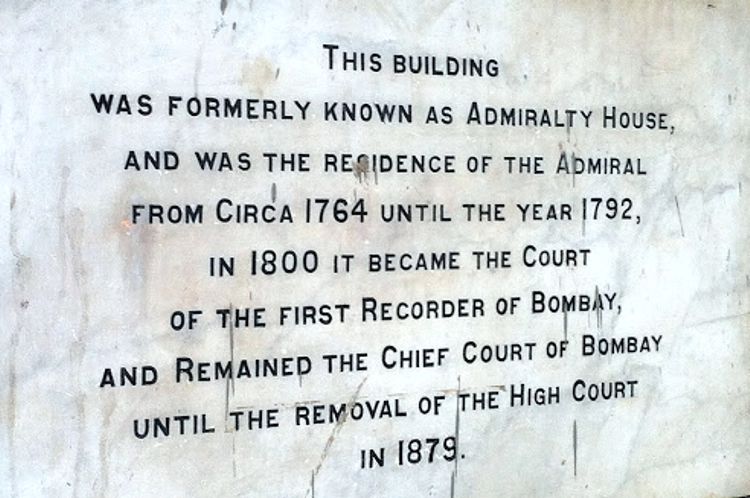 This building
was formerly known as Admiralty House,
and was the residence of the Admiral
from Circa 1764 until the year 1792,
in 1800 it became the Court
of the first Recorder of Bombay,
and Remained the Chief Court of Bombay
until the removal of the High Court
in 1879.